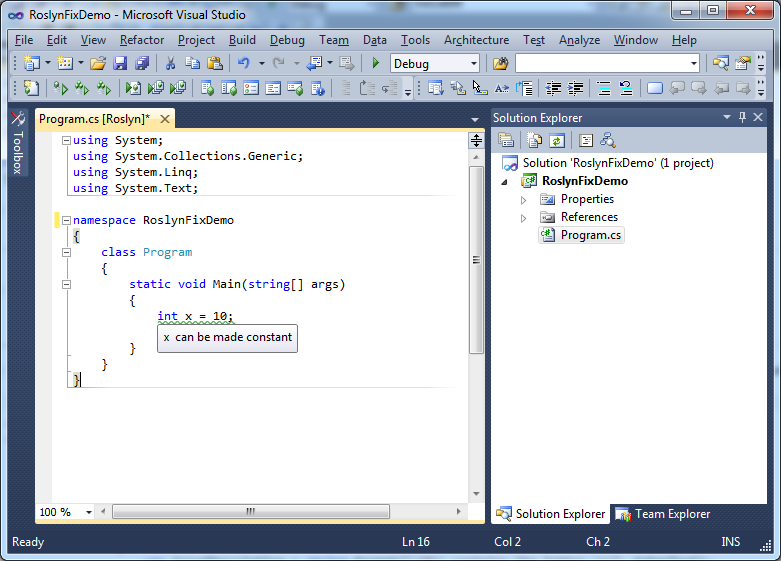 RoslynFixDemo - Microsoft Visual Studio
File Edit View Refactor Project Build Debug Team Data Tools Architecture Test Analyze Window Help
Debug
Toolbox
Program.cs [Roslyn]*
using System;
using System.Collections.Generic;
using System.Linq;
using System.Text;
namespace RoslynFixDemo
{
class Program
{
static void Main(string[] args)
{
int x = 10;
x can be made constant
}
}
}
100 %
Solution Explorer
Solution 'RoslynFixDemo' (1 project)
RoslynFixDemo
Properties
References
Program.cs
Solution Explorer Team Explorer
Ready Ln 16 Col 2 Ch 2 INS